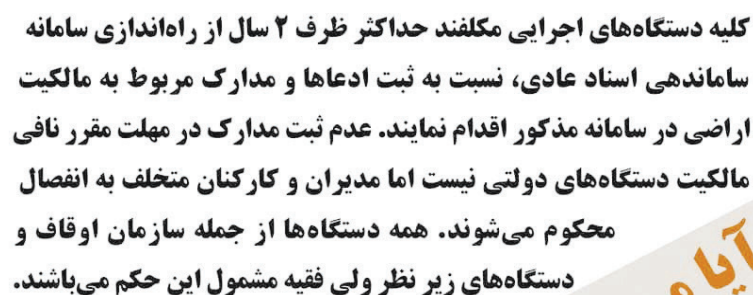 کلیه دستگاه‌های اجرایی مکلفند حداکثر ظرف ۲ سال از راه‌اندازی سامانه
ساماندهی اسناد عادی، نسبت به ثبت ادعاها و مدارک مربوط به مالکیت
اراضی در سامانه مذکور اقدام نمایند. عدم ثبت مدارک در مهلت مقرر نافی
مالکیت دستگاه‌های دولتی نیست اما مدیران و کارکنان متخلف به انفصال
محکوم می‌شوند. همه دستگاه‌ها از جمله سازمان اوقاف و
دستگاه‌های زیر نظر ولی فقیه مشمول این حکم می‌باشند.
آیا